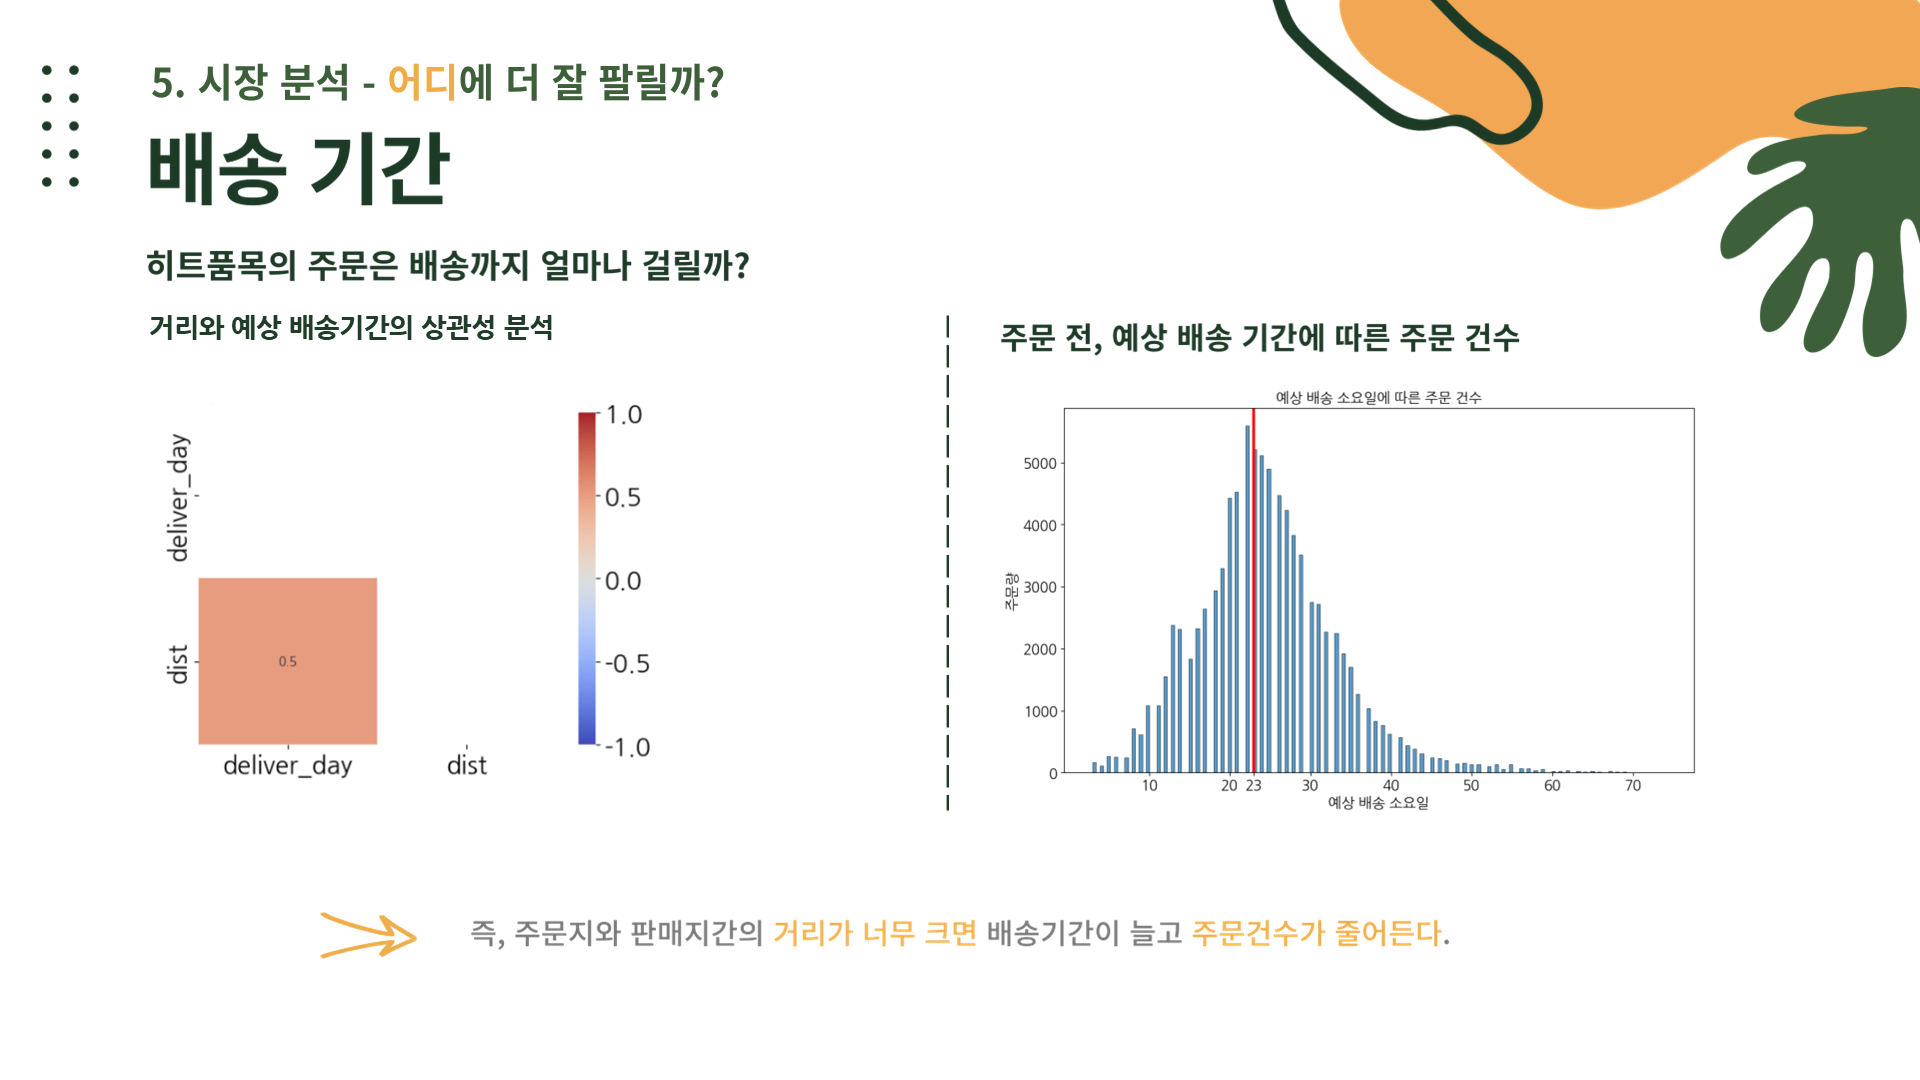 5. 시장 분석 - 어디에 더 잘 팔릴까?
배송 기간
히트품목의 주문은 배송까지 얼마나 걸릴까?
거리와 예상 배송기간의 상관성 분석
deliver_day
dist
0.5
deliver_day
dist
1.0
0.5
0.0
-0.5
-1.0
주문 전, 예상 배송 기간에 따른 주문 건수
예상 배송 소요일에 따른 주문 건수
주문량
5000
4000
3000
2000
1000
0
10 20 23 30 40 50 60 70
예상 배송 소요일
즉, 주문지와 판매지간의 거리가 너무 크면 배송기간이 늘고 주문건수가 줄어든다.